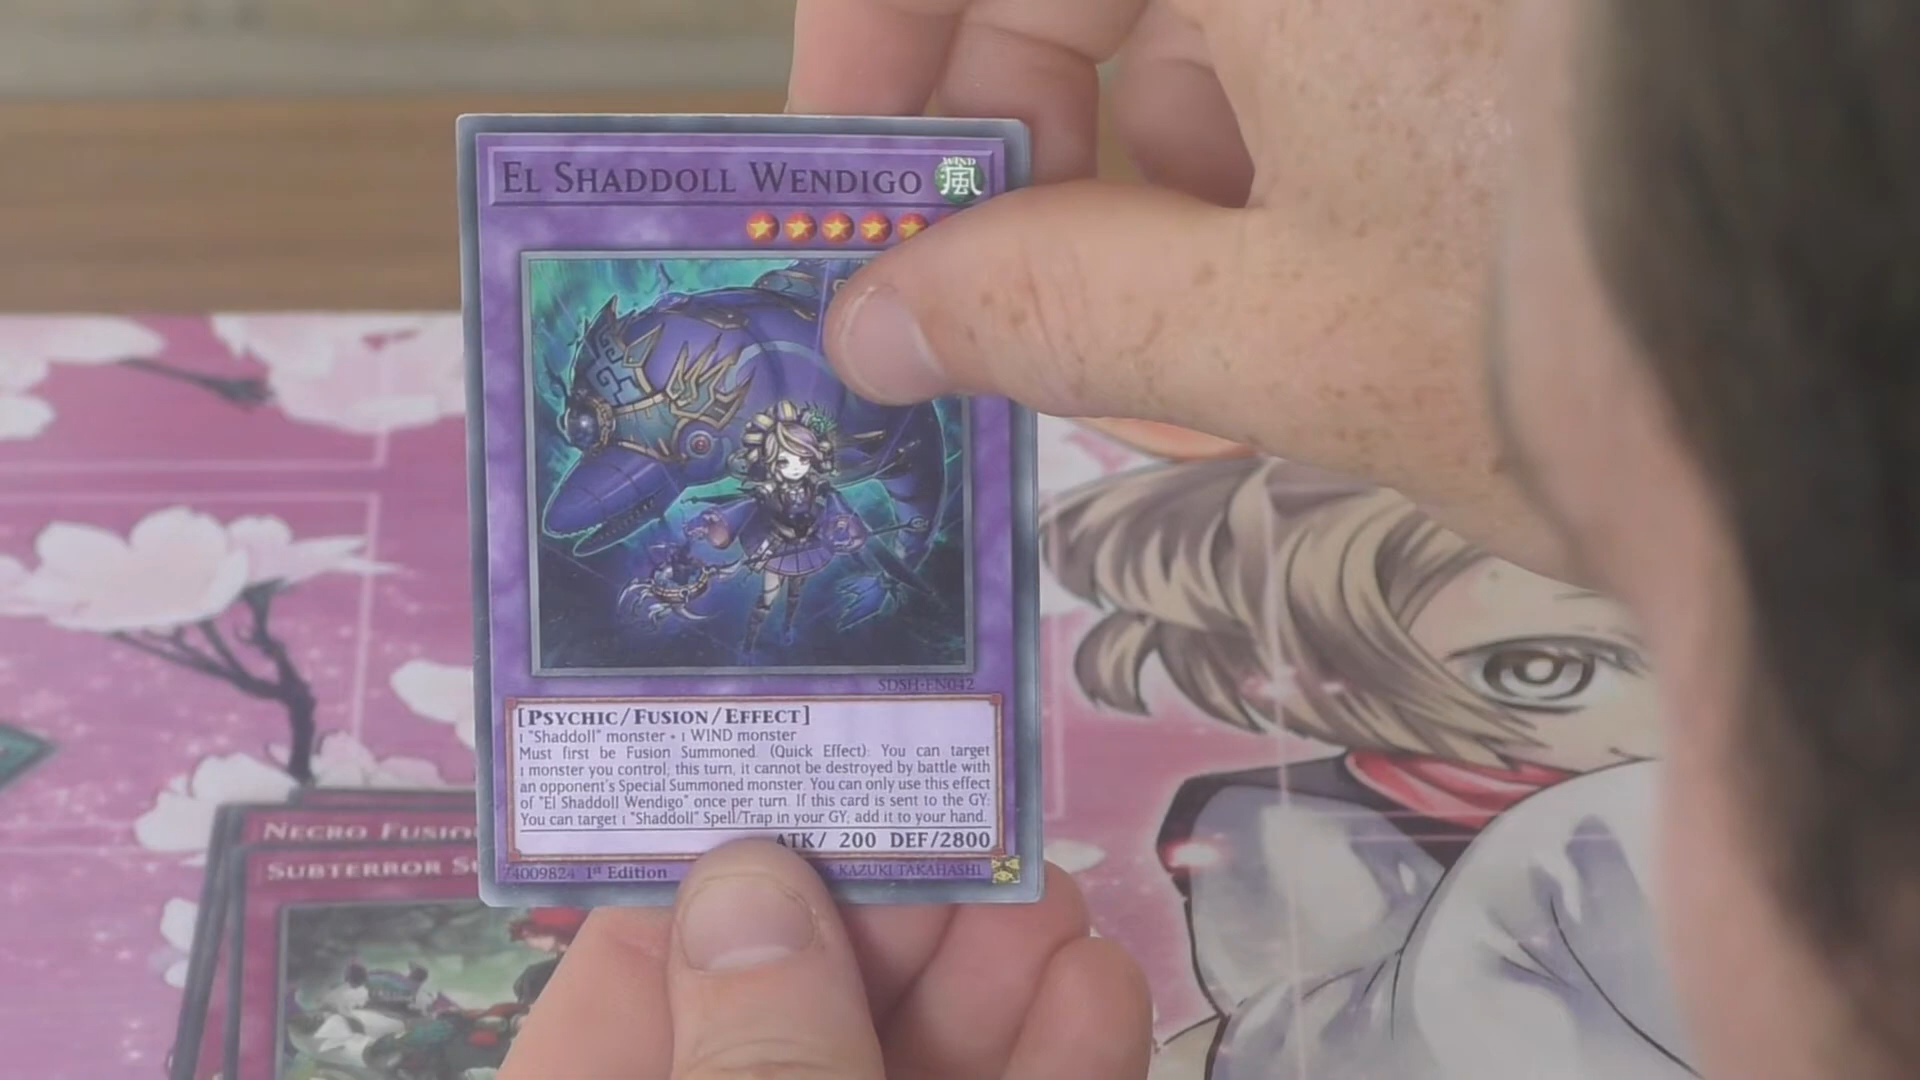 El Shaddoll Wendigo
WIND
風
SDSH-EN042
[Psychic/Fusion/Effect]
1 "Shaddoll" monster + 1 WIND monster
Must first be Fusion Summoned. (Quick Effect): You can target
1 monster you control; this turn, it cannot be destroyed by battle with
an opponent's Special Summoned monster. You can only use this effect
of "El Shaddoll Wendigo" once per turn. If this card is sent to the GY:
You can target 1 "Shaddoll" Spell/Trap in your GY; add it to your hand.
ATK/ 200 DEF/2800
74009824 1st Edition
KAZUKI TAKAHASHI
Necro Fusio
Subterror